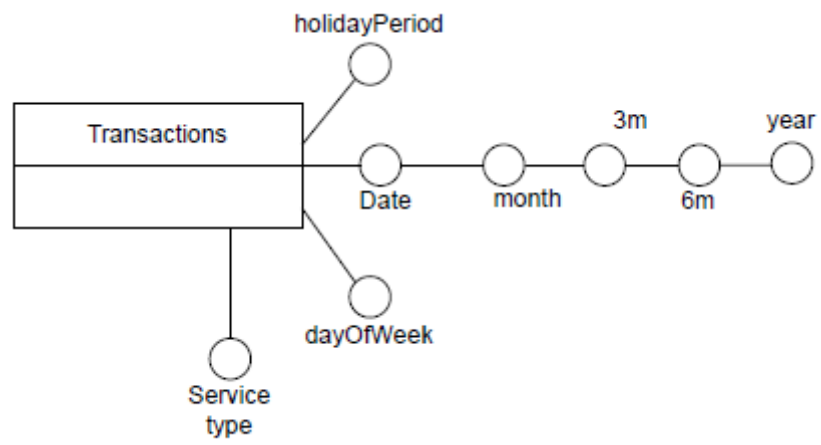 holidayPeriod
Transactions
3m
year
Date
month
6m
dayOfWeek
Service
type